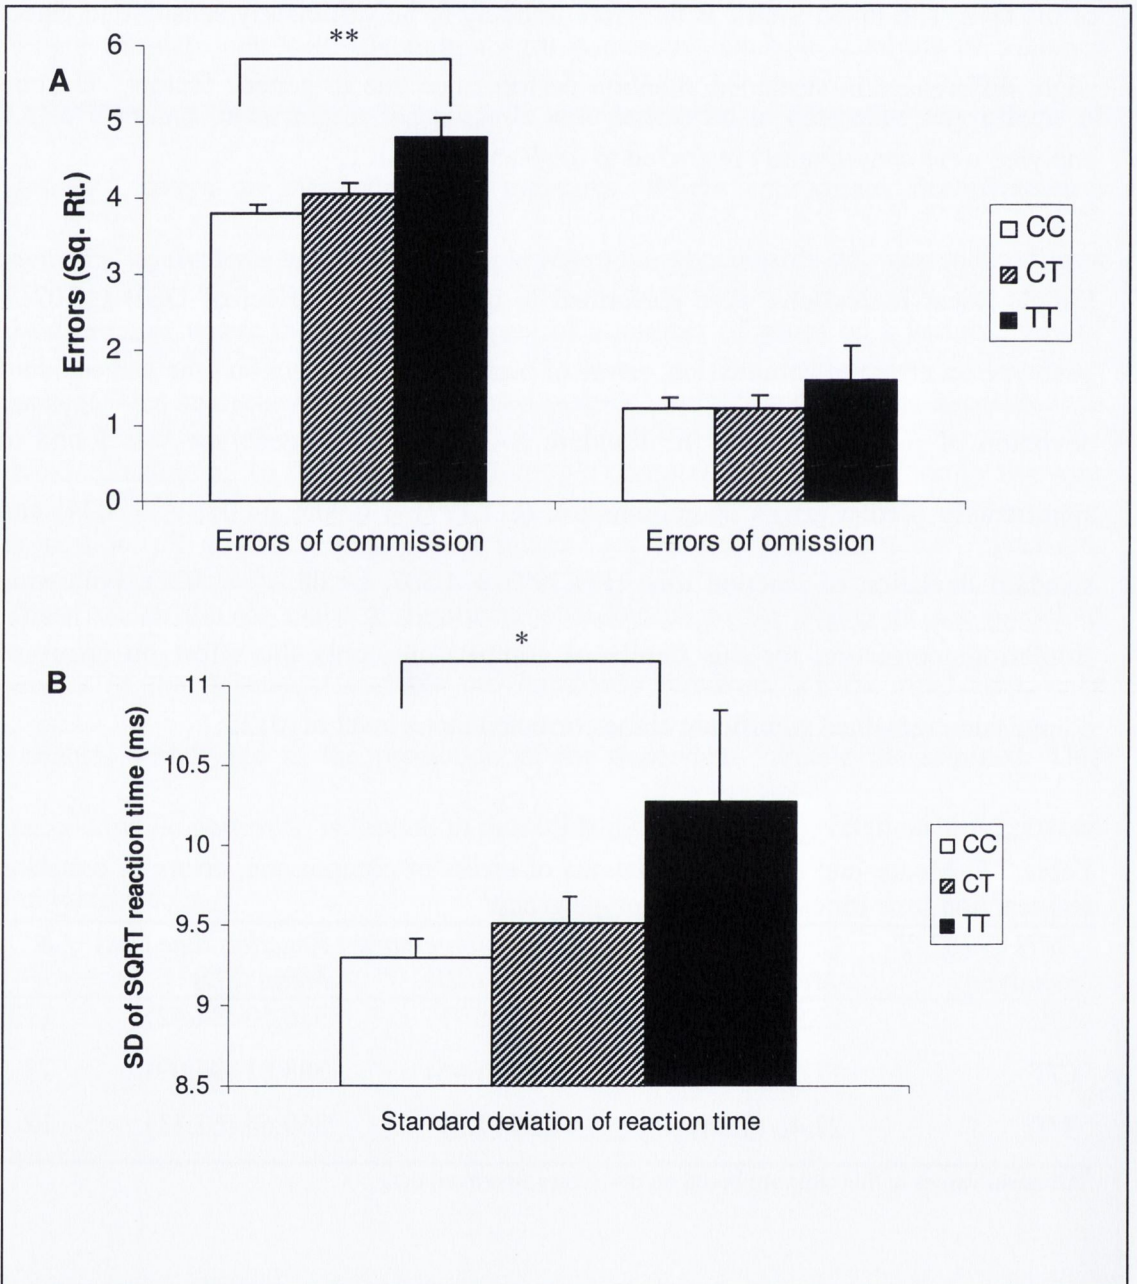 A
**
6
5
4
3
2
1
0
Errors (Sq. Rt.)
Errors of commission
Errors of omission
CC
CT
TT
B
*
11
10.5
10
9.5
9
8.5
SD of SQRT reaction time (ms)
Standard deviation of reaction time
CC
CT
TT